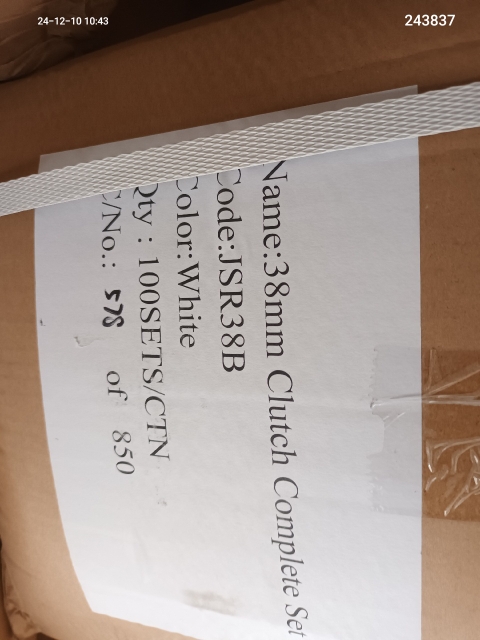 24-12-10 10:43
243837
Name:38mm Clutch Complete Set
Code:JSR38B
Color:White
Qty : 100SETS/CTN
C/No.: 578 of 850